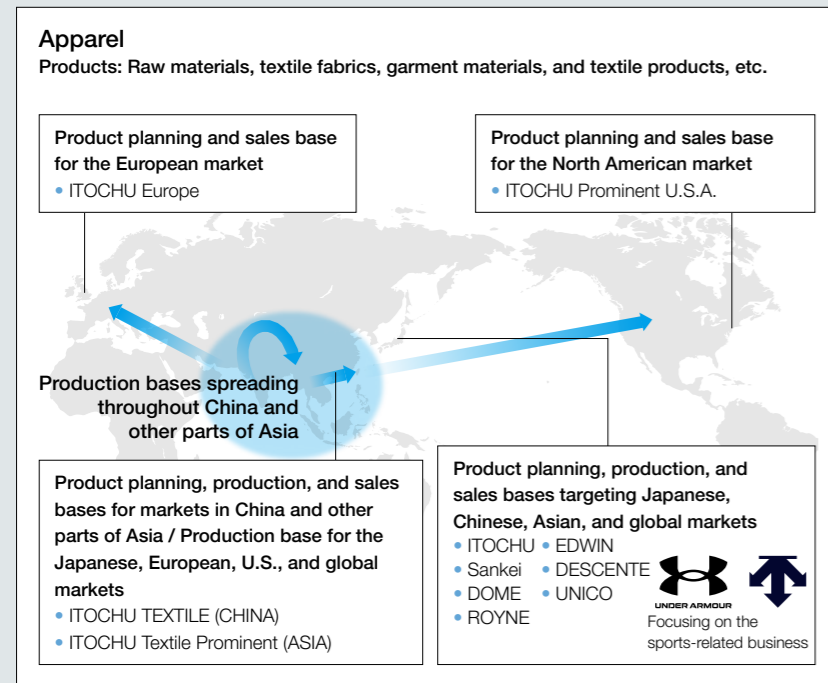 Apparel
Products: Raw materials, textile fabrics, garment materials, and textile products, etc.
Product planning and sales base
for the European market
• ITOCHU Europe
Product planning and sales base
for the North American market
• ITOCHU Prominent U.S.A.
Production bases spreading
throughout China and
other parts of Asia
Product planning, production, and sales
bases for markets in China and other
parts of Asia / Production base for the
Japanese, European, U.S., and global
markets
• ITOCHU TEXTILE (CHINA)
• ITOCHU Textile Prominent (ASIA)
Product planning, production, and
sales bases targeting Japanese,
Chinese, Asian, and global markets
• ITOCHU • EDWIN
• Sankei • DESCENTE
• DOME • UNICO
• ROYNE
UNDER ARMOUR
Focusing on the
sports-related business